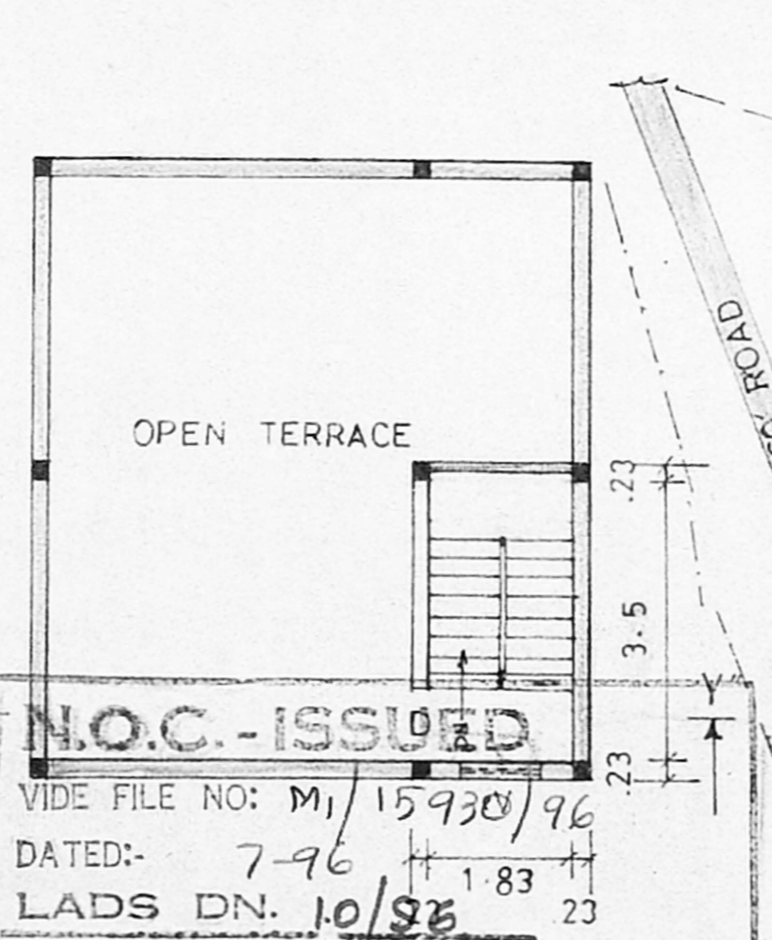 ROAD
OPEN TERRACE
.23
3.5
N.O.C.-ISSUED
D
DN
.23
VIDE FILE NO: M1/15930/96
DATED:- 7-96
1.83
LADS DN. 10/
.23